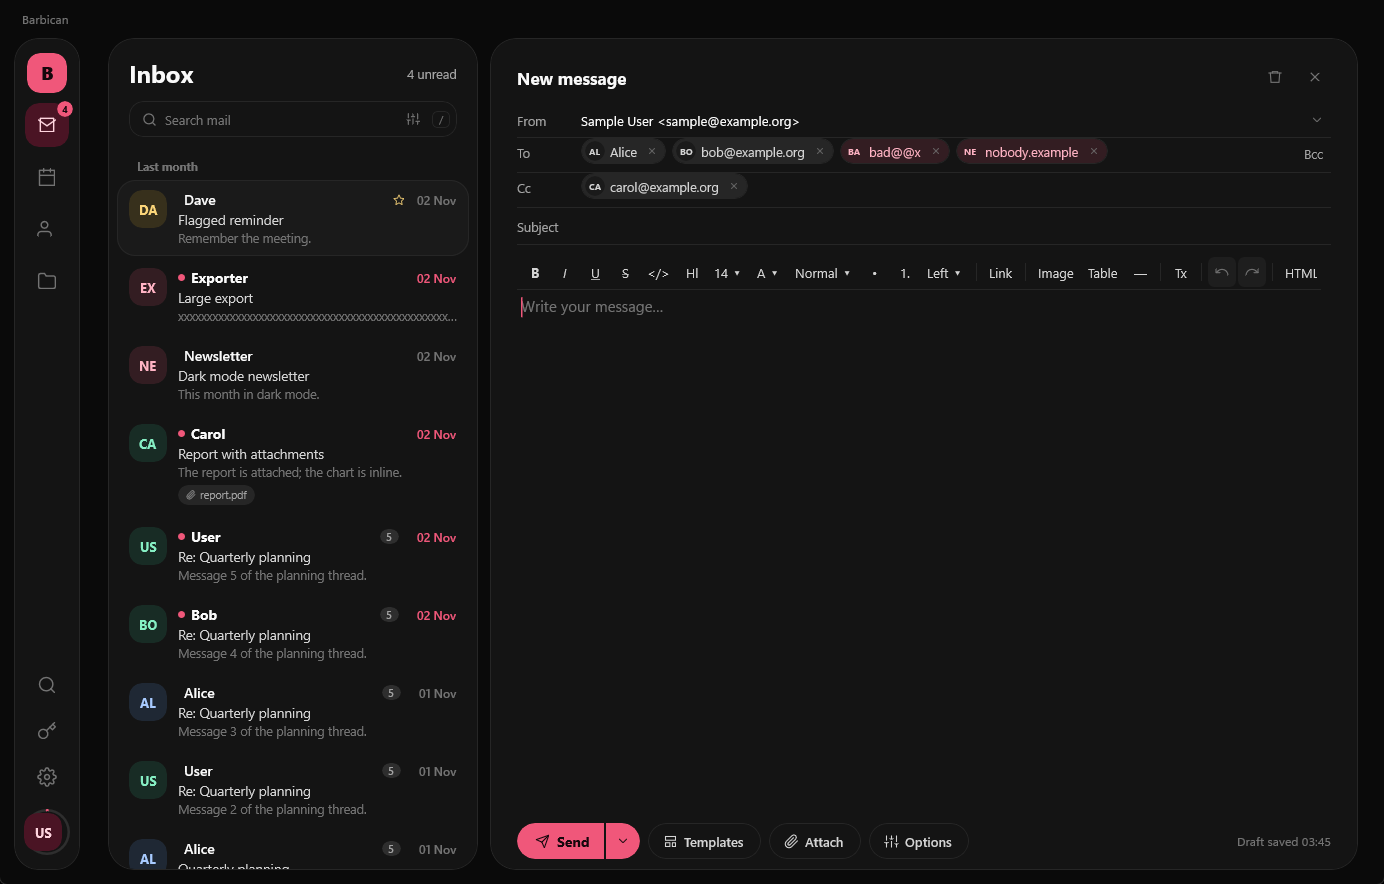 Barbican
B
4
US
Inbox
4 unread
Search mail
/
Last month
DA
Dave
02 Nov
Flagged reminder
Remember the meeting.
EX
Exporter
02 Nov
Large export
xxxxxxxxxxxxxxxxxxxxxxxxxxxxxxxxxxxxxxxxxxxxxxxx...
NE
Newsletter
02 Nov
Dark mode newsletter
This month in dark mode.
CA
Carol
02 Nov
Report with attachments
The report is attached; the chart is inline.
report.pdf
US
User
5
02 Nov
Re: Quarterly planning
Message 5 of the planning thread.
BO
Bob
5
02 Nov
Re: Quarterly planning
Message 4 of the planning thread.
AL
Alice
5
01 Nov
Re: Quarterly planning
Message 3 of the planning thread.
US
User
5
01 Nov
Re: Quarterly planning
Message 2 of the planning thread.
AL
Alice
5
01 Nov
Quarterly planning
New message
From Sample User <sample@example.org>
To AL Alice × BO bob@example.org × BA bad@@x × NE nobody.example × Bcc
Cc CA carol@example.org ×
Subject
B I U S </> Hl 14 A Normal • 1. Left Link Image Table — Tx HTML
Write your message...
Send Templates Attach Options Draft saved 03:45